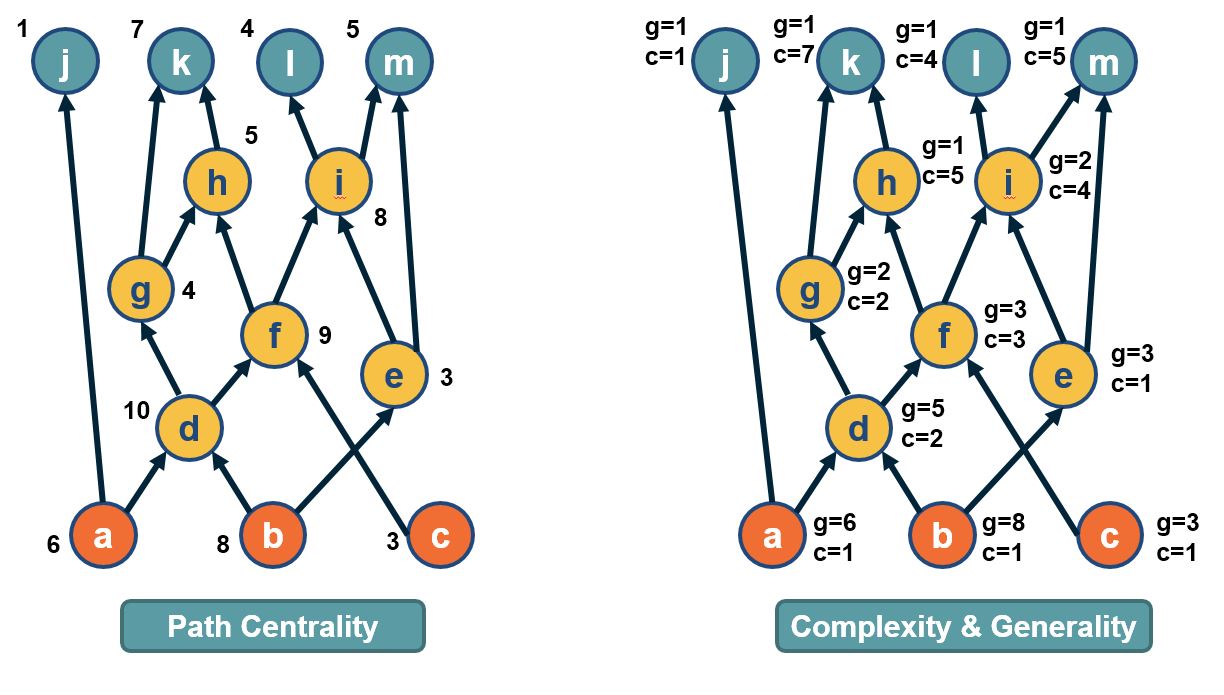 1
7
4
5
j
k
l
m
5
h
i
8
g
4
f
9
e
3
10
d
6
a
8
b
3
c
Path Centrality
g=1
c=1
g=1
c=7
g=1
c=4
g=1
c=5
j
k
l
m
h
g=1
c=5
i
g=2
c=4
g
g=2
c=2
f
g=3
c=3
e
g=3
c=1
d
g=5
c=2
a
g=6
c=1
b
g=8
c=1
c
g=3
c=1
Complexity & Generality